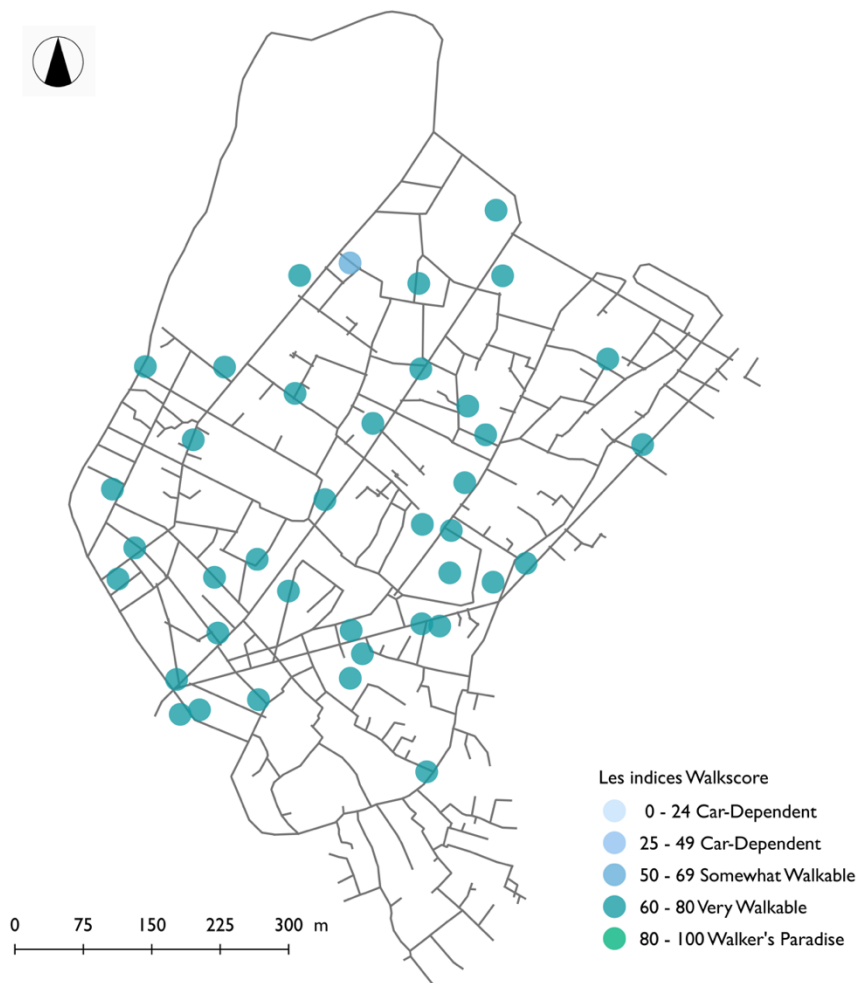 Les indices Walkscore
0 - 24 Car-Dependent
25 - 49 Car-Dependent
50 - 69 Somewhat Walkable
60 - 80 Very Walkable
80 - 100 Walker's Paradise
0 75 150 225 300 m